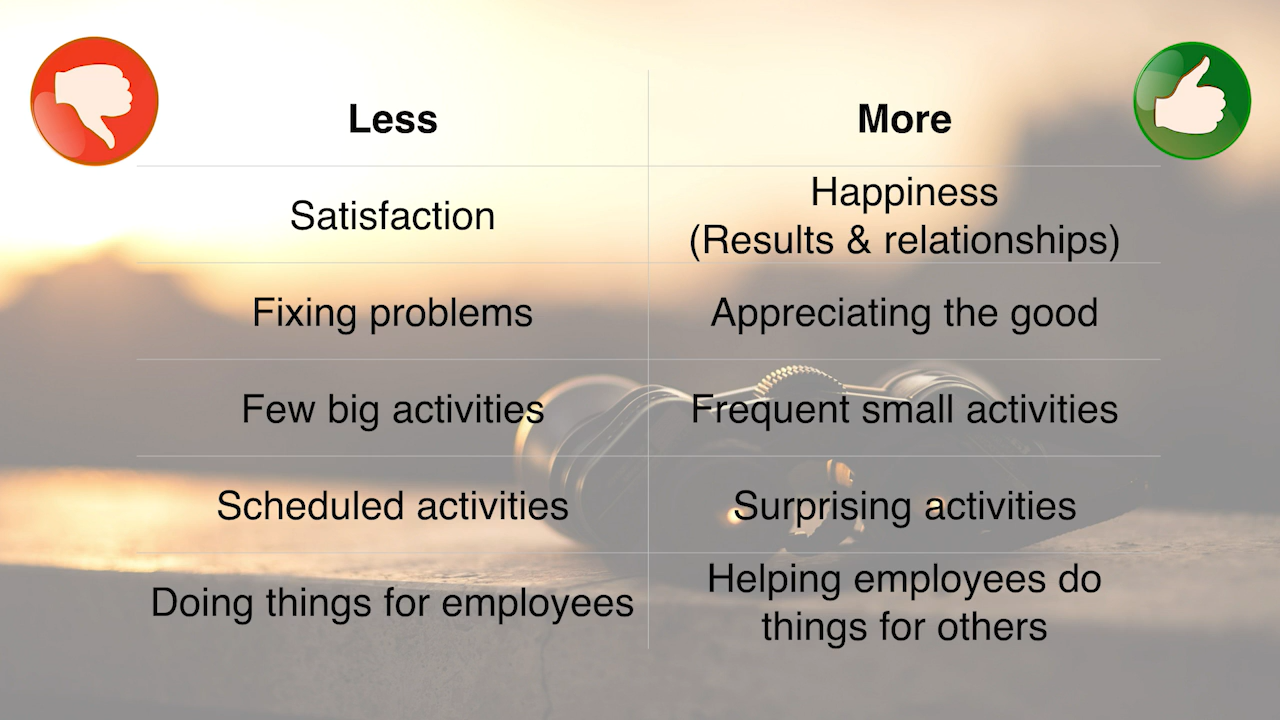 Less
More
Satisfaction
Happiness
(Results & relationships)
Fixing problems
Appreciating the good
Few big activities
Frequent small activities
Scheduled activities
Surprising activities
Doing things for employees
Helping employees do
things for others